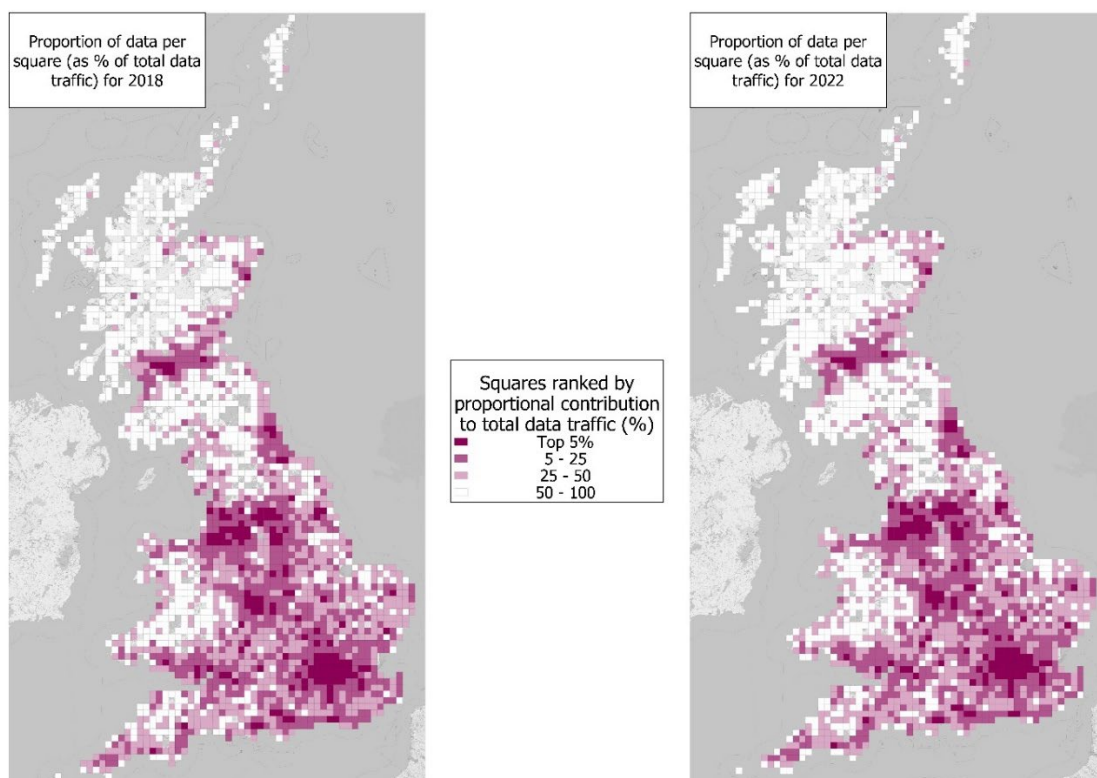 Proportion of data per
square (as % of total data
traffic) for 2018
Proportion of data per
square (as % of total data
traffic) for 2022
Squares ranked by
proportional contribution
to total data traffic (%)
Top 5%
5 - 25
25 - 50
50 - 100